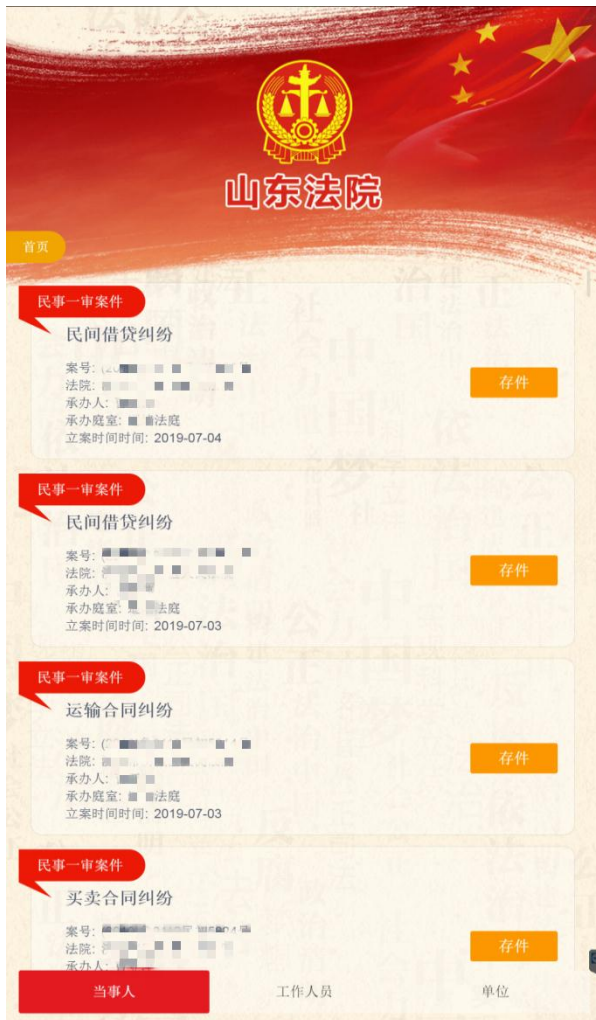 山东法院
首页
民事一审案件
民间借贷纠纷
案号:
法院:
存件
承办人:
承办庭室: 法庭
立案时间时间: 2019-07-04
民事一审案件
民间借贷纠纷
案号:
法院:
存件
承办人:
承办庭室: 法庭
立案时间时间: 2019-07-03
民事一审案件
运输合同纠纷
案号:
法院:
存件
承办人:
承办庭室: 法庭
立案时间时间: 2019-07-03
民事一审案件
买卖合同纠纷
案号:
法院:
存件
承办人:
当事人 工作人员 单位